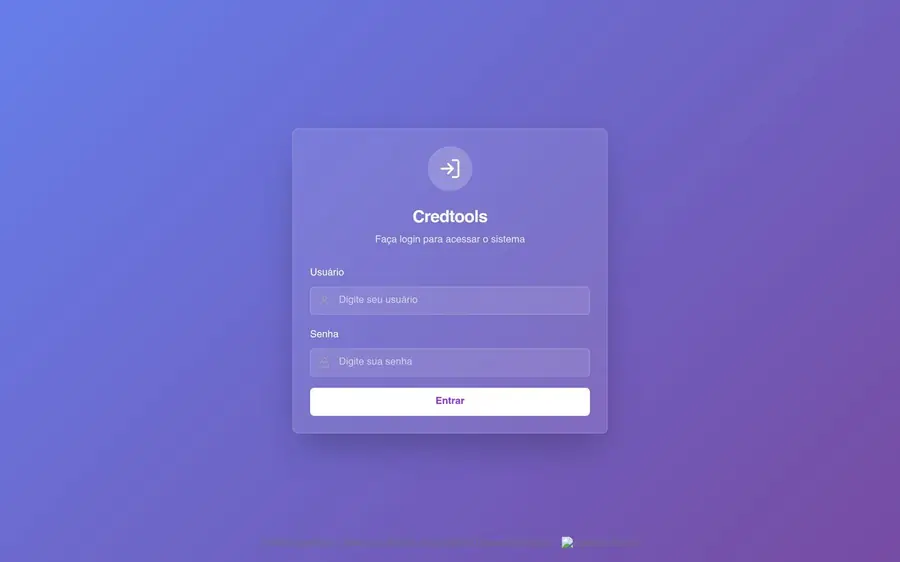 Credtools
Faça login para acessar o sistema
Usuário
Digite seu usuário
Senha
Digite sua senha
Entrar